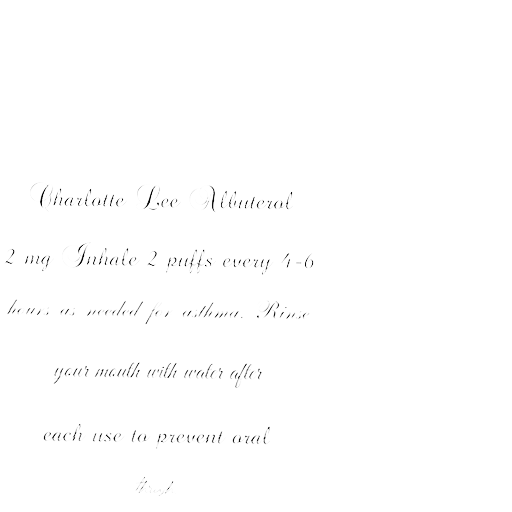 Charlotte Lee Albuterol
2 mg Inhale 2 puffs every 4-6
hours as needed for asthma. Rinse
your mouth with water after
each use to prevent oral